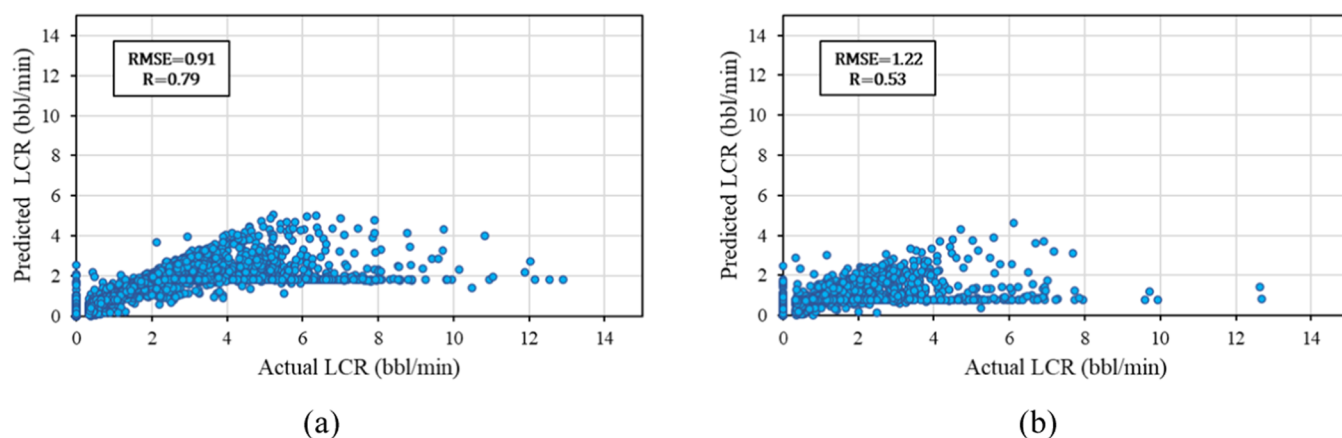 14
12
10
8
6
4
2
0
Predicted LCR (bbl/min)
RMSE=0.91
R=0.79
0 2 4 6 8 10 12 14
Actual LCR (bbl/min)
(a)
14
12
10
8
6
4
2
0
Predicted LCR (bbl/min)
RMSE=1.22
R=0.53
0 2 4 6 8 10 12 14
Actual LCR (bbl/min)
(b)